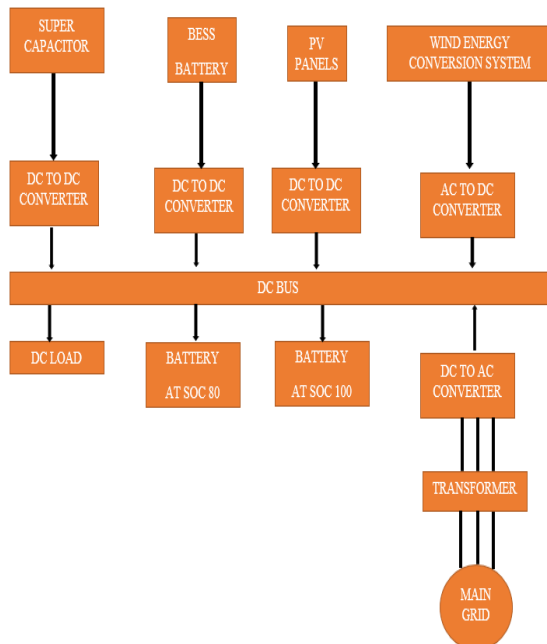 SUPER
CAPACITOR
BESS
BATTERY
PV
PANELS
WIND ENERGY
CONVERSION SYSTEM
DC TO DC
CONVERTER
DC TO DC
CONVERTER
DC TO DC
CONVERTER
AC TO DC
CONVERTER
DC BUS
DC LOAD
BATTERY
AT SOC 80
BATTERY
AT SOC 100
DC TO AC
CONVERTER
TRANSFORMER
MAIN
GRID